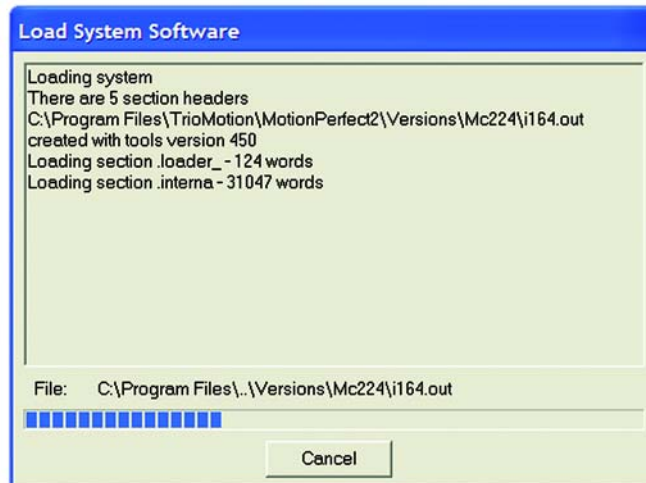 Load System Software
Loading system
There are 5 section headers
C:\Program Files\TrioMotion\MotionPerfect2\Versions\Mc224\i164.out
created with tools version 450
Loading section .loader_ - 124 words
Loading section .interna - 31047 words
File: C:\Program Files\..\Versions\Mc224\i164.out
Cancel